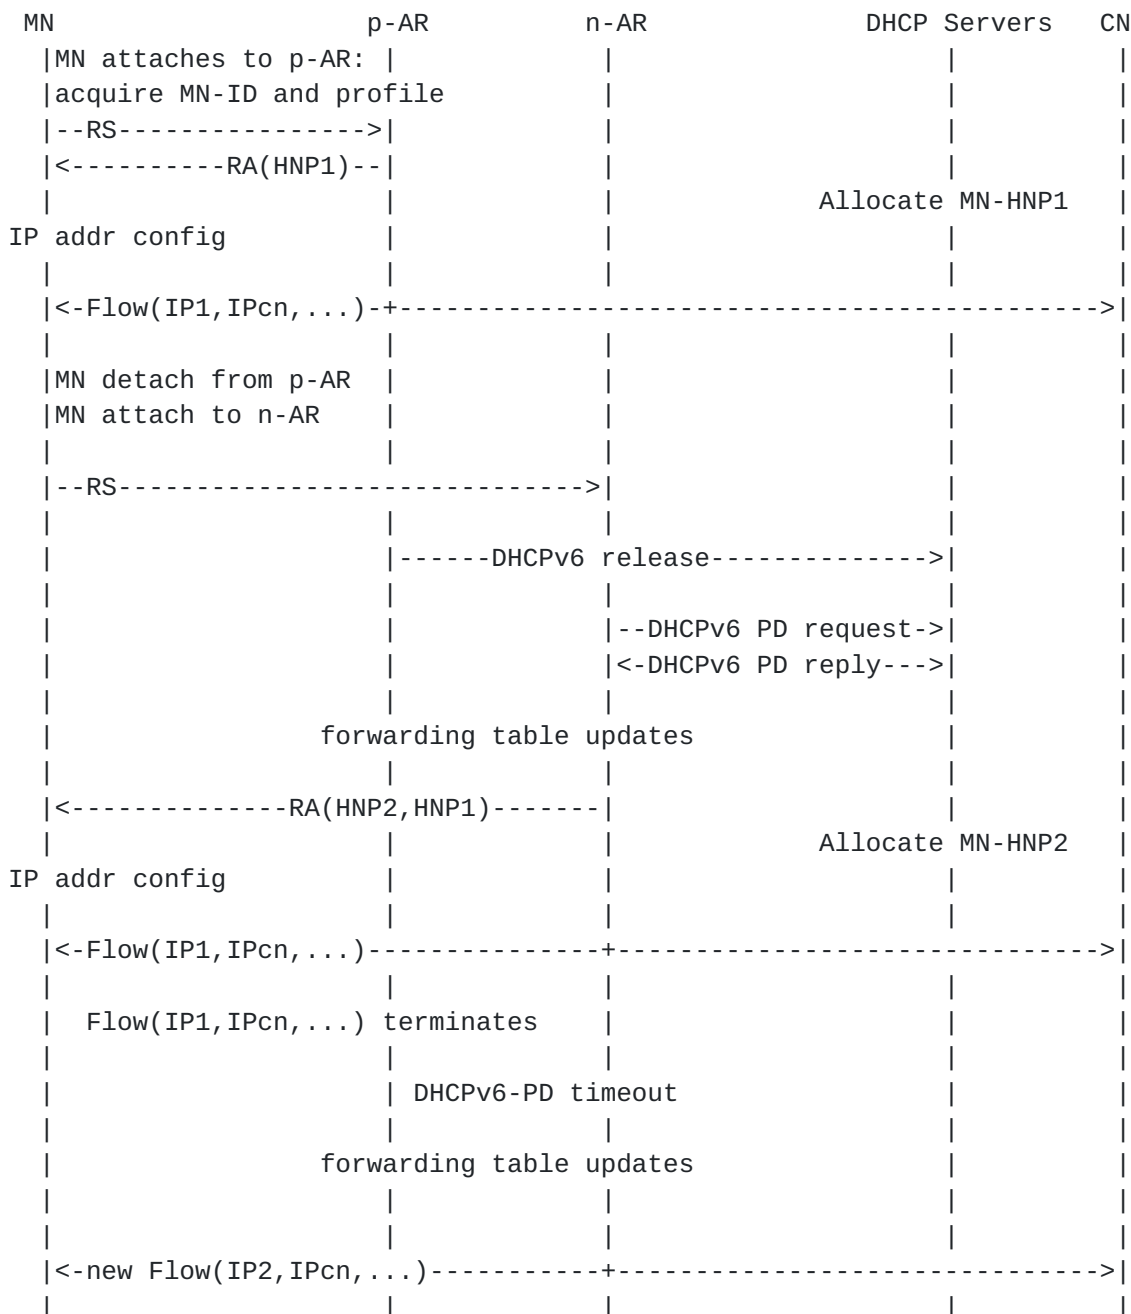 MN                    p-AR          n-AR              DHCP Servers   CN
  |MN attaches to p-AR: |             |                     |          |
  |acquire MN-ID and profile          |                     |          |
  |--RS---------------->|             |                     |          |
  |<----------RA(HNP1)--|             |                     |          |
  |                     |             |             Allocate MN-HNP1   |
IP addr config          |             |                     |          |
  |                     |             |                     |          |
  |<-Flow(IP1,IPcn,...)-+--------------------------------------------->|
  |                     |             |                     |          |
  |MN detach from p-AR  |             |                     |          |
  |MN attach to n-AR    |             |                     |          |
  |                     |             |                     |          |
  |--RS------------------------------>|                     |          |
  |                     |             |                     |          |
  |                     |------DHCPv6 release-------------->|          |
  |                     |             |                     |          |
  |                     |             |--DHCPv6 PD request->|          |
  |                     |             |<-DHCPv6 PD reply--->|          |
  |                     |             |                     |          |
  |                 forwarding table updates                |          |
  |                     |             |                     |          |
  |<--------------RA(HNP2,HNP1)-------|                     |          |
  |                     |             |             Allocate MN-HNP2   |
IP addr config          |             |                     |          |
  |                     |             |                     |          |
  |<-Flow(IP1,IPcn,...)---------------+------------------------------->|
  |                     |             |                     |          |
  |  Flow(IP1,IPcn,...) terminates    |                     |          |
  |                     |             |                     |          |
  |                     | DHCPv6-PD timeout                 |          |
  |                     |             |                     |          |
  |                 forwarding table updates                |          |
  |                     |             |                     |          |
  |                     |             |                     |          |
  |<-new Flow(IP2,IPcn,...)-----------+------------------------------->|
  |                     |             |                     |          |